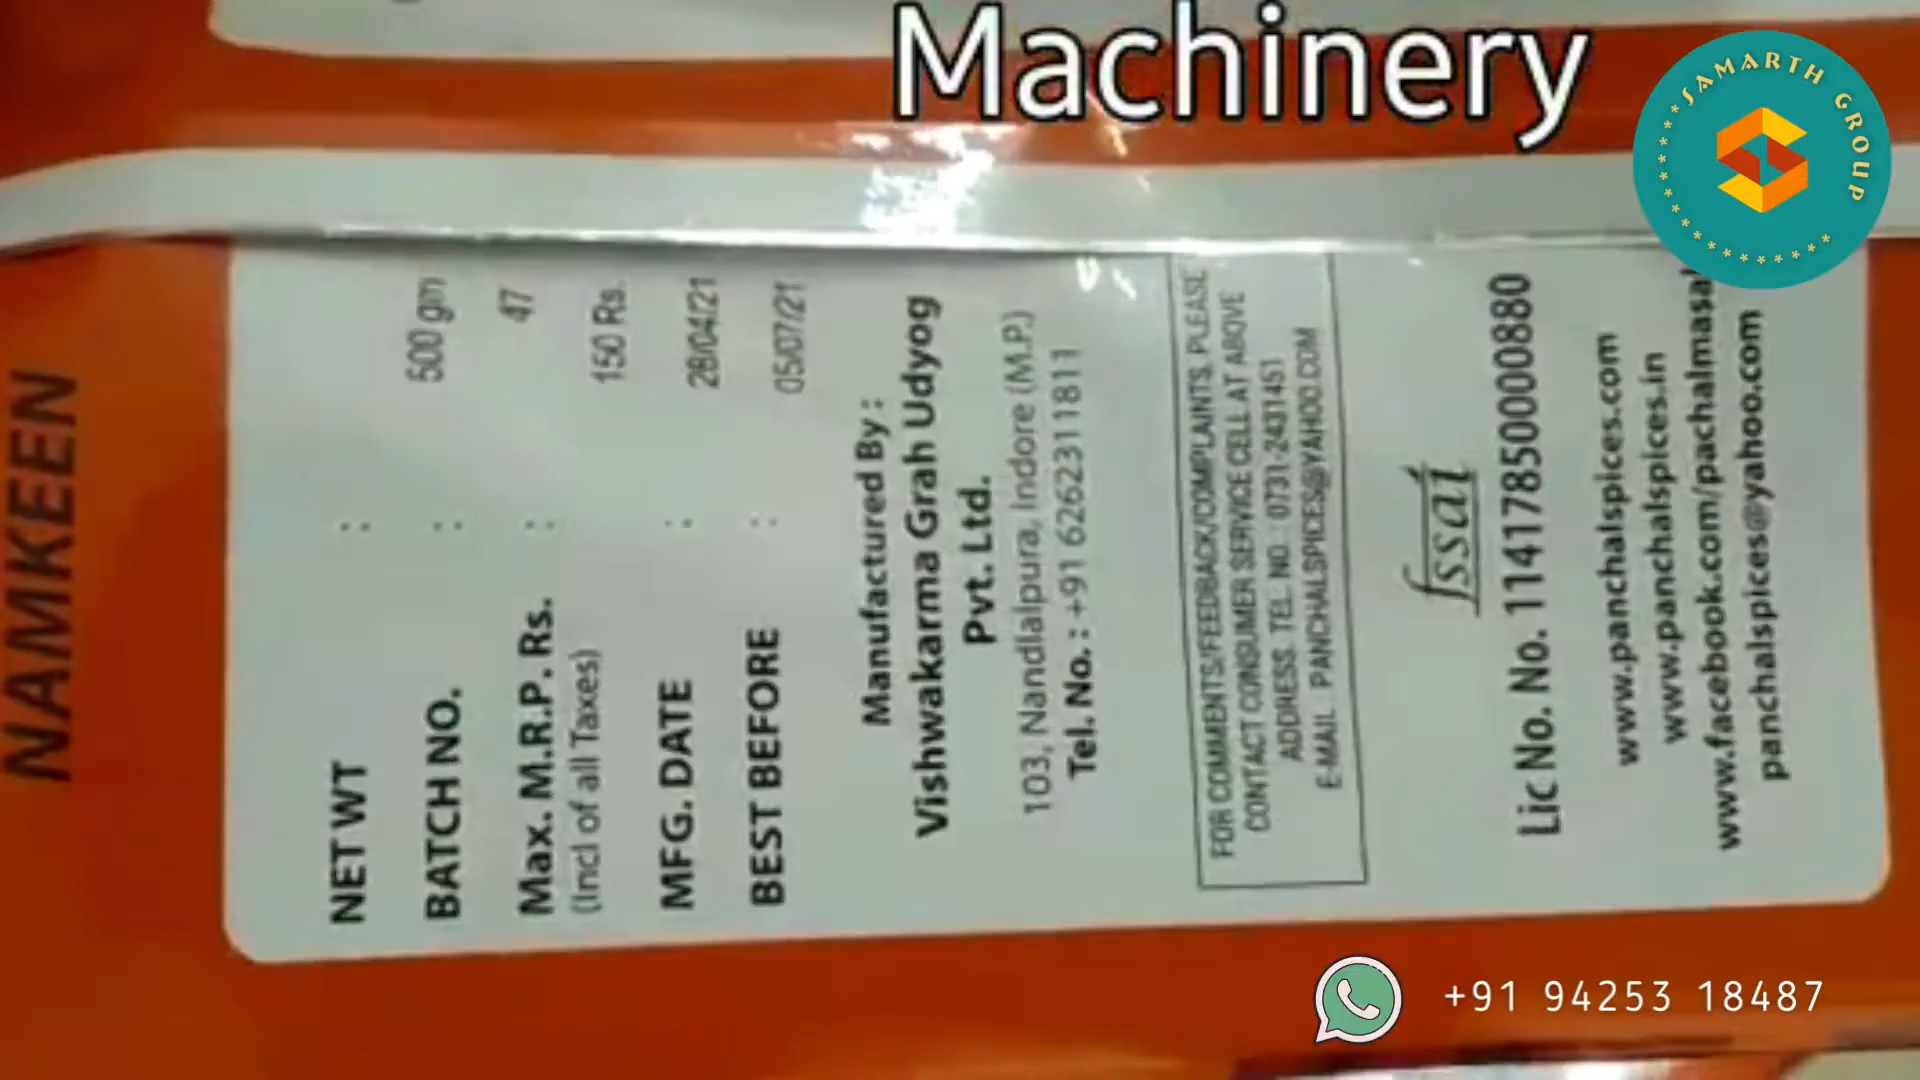 Machinery
SAMARTH GROUP
NAMKEEN
NET WT : 500 gm
BATCH NO. : 47
Max. M.R.P. Rs. : 150 Rs.
(Incl of all Taxes)
MFG. DATE : 28/04/21
BEST BEFORE : 05/07/21
Manufactured By :
Vishwakarma Grah Udyog
Pvt. Ltd.
103, Nandlalpura, Indore (M.P.)
Tel. No. : +91 6262311811
FOR COMMENTS/FEEDBACK/COMPLAINTS, PLEASE
CONTACT CONSUMER SERVICE CELL AT ABOVE
ADDRESS. TEL. NO. : 0731-2431451
E-MAIL PANCHALSPICES@YAHOO.COM
fssai
Lic No. No. 11417850000880
www.panchalspices.com
www.panchalspices.in
www.facebook.com/pachalmasal
panchalspices@yahoo.com
+91 94253 18487